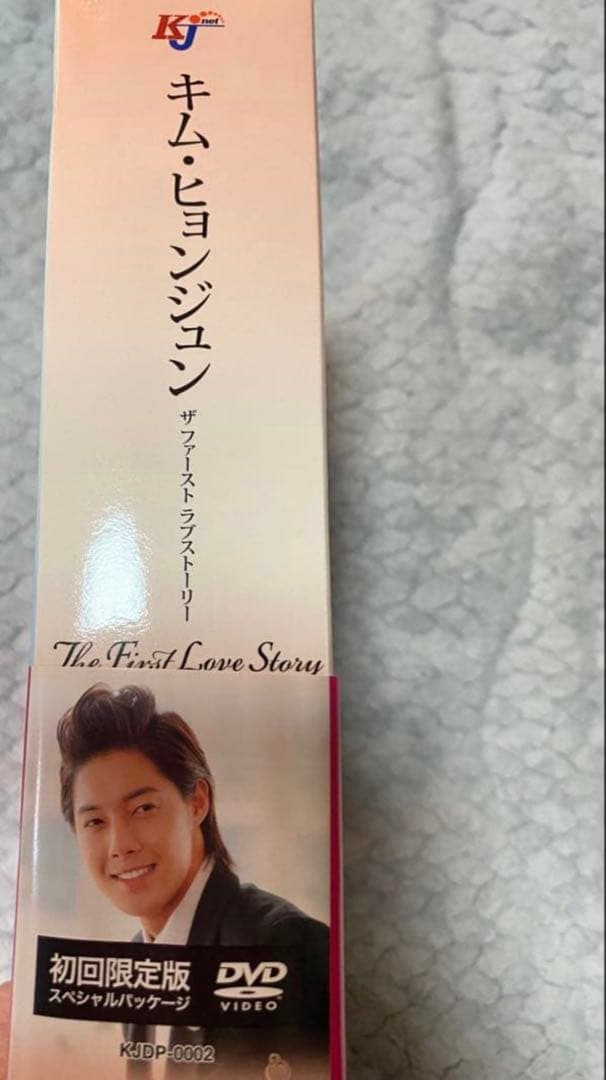 KJnet
キム・ヒョンジュン
ザ ファースト ラブストーリー
The First Love Story
初回限定版
スペシャルパッケージ
DVD
VIDEO
KJDP-0002